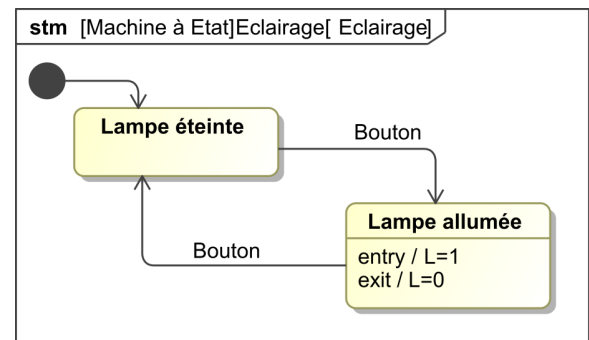 stm [Machine à Etat]Eclairage[ Eclairage]
Lampe éteinte
Bouton
Lampe allumée
entry / L=1
exit / L=0
Bouton